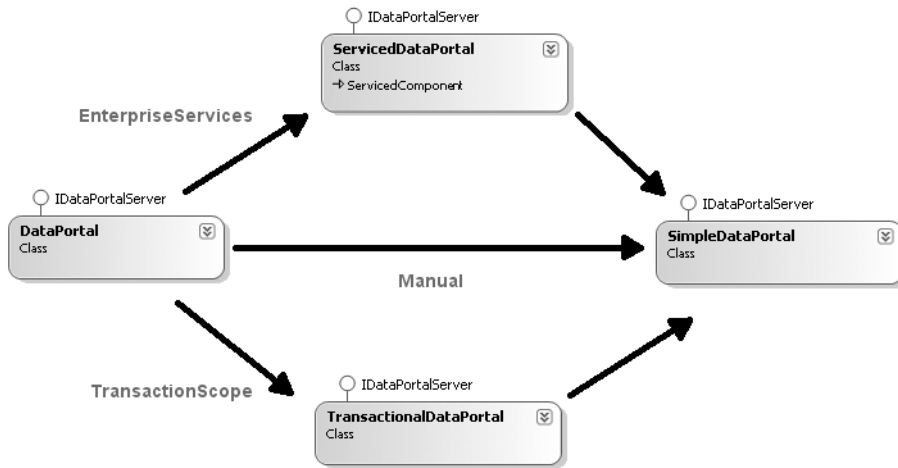 IDataPortalServer
ServicedDataPortal
Class
ServicedComponent
EnterpriseServices
IDataPortalServer
DataPortal
Class
IDataPortalServer
SimpleDataPortal
Class
Manual
TransactionScope
IDataPortalServer
TransactionalDataPortal
Class